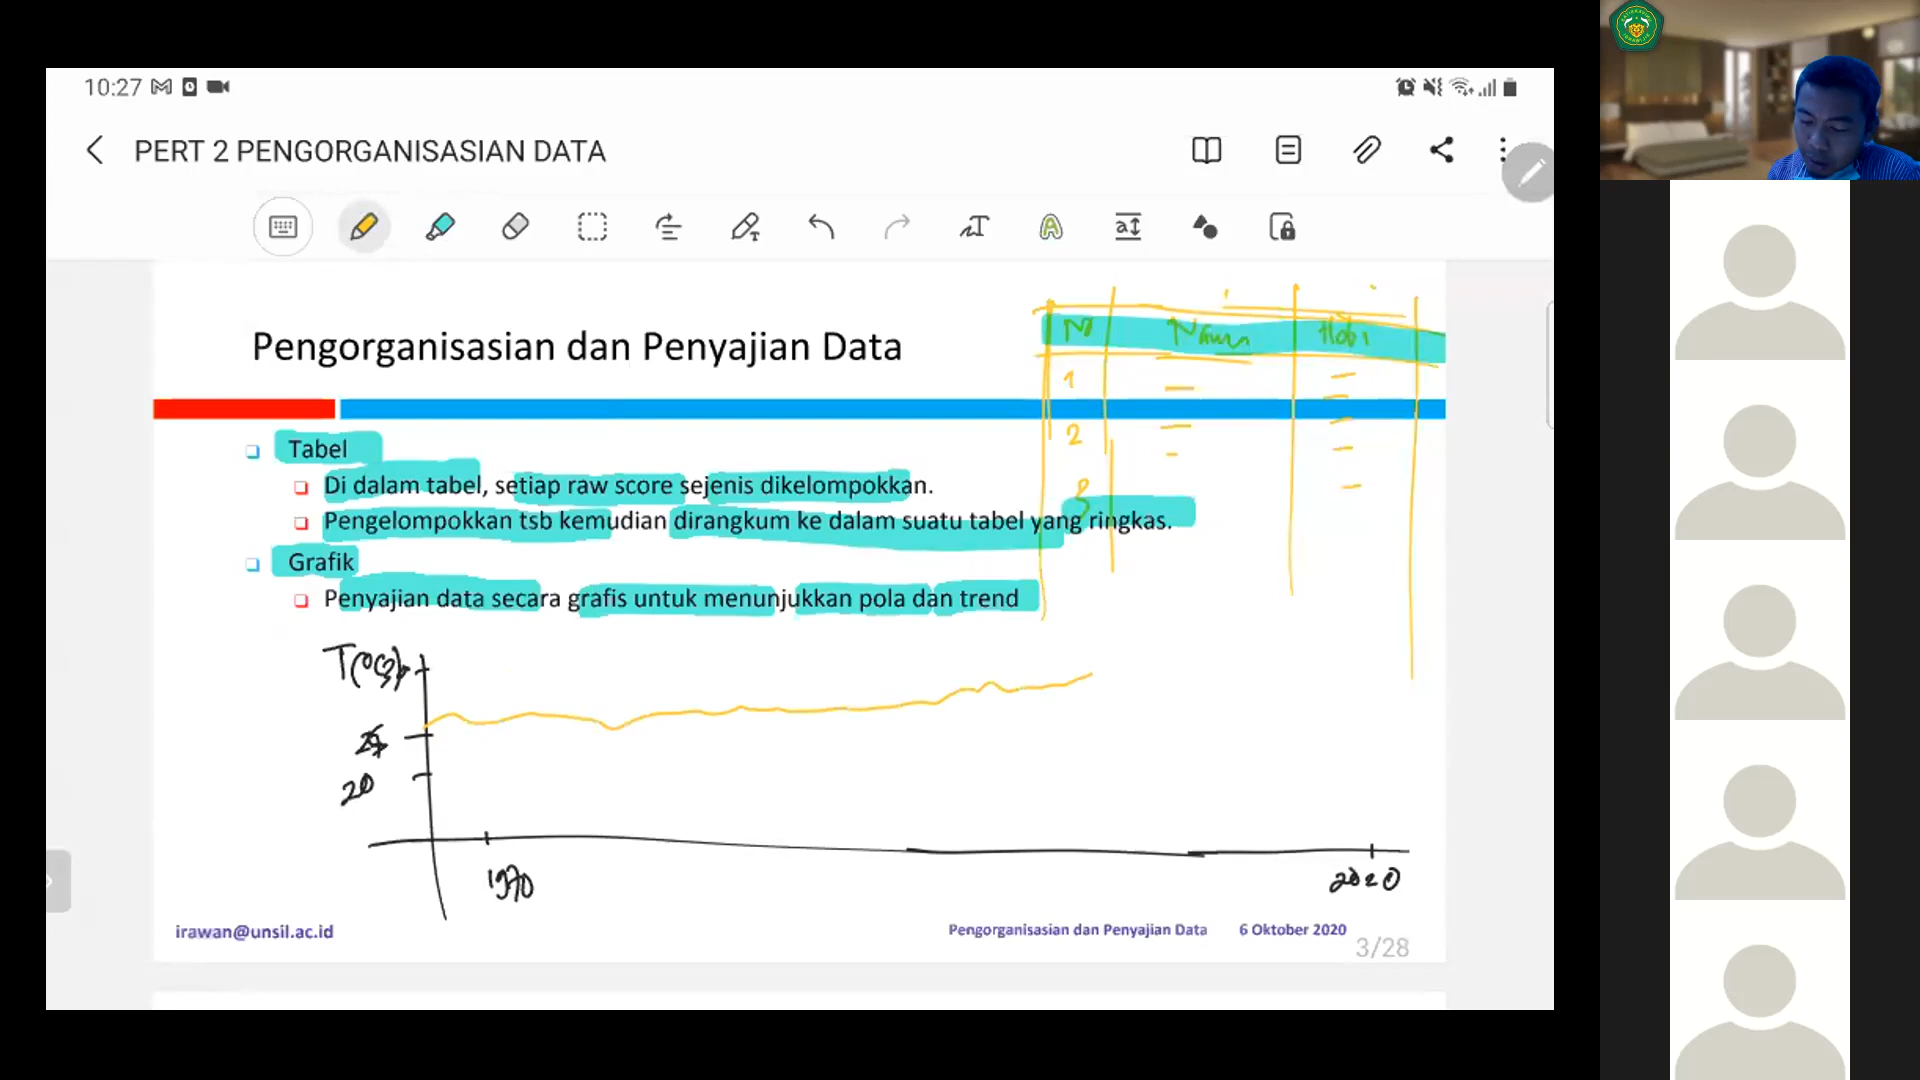 10:27
PERT 2 PENGORGANISASIAN DATA
Pengorganisasian dan Penyajian Data
N Nama Hobi
1
2
3
Tabel
Di dalam tabel, setiap raw score sejenis dikelompokkan.
Pengelompokkan tsb kemudian dirangkum ke dalam suatu tabel yang ringkas.
Grafik
Penyajian data secara grafis untuk menunjukkan pola dan trend
20
1970
2020
irawan@unsil.ac.id
Pengorganisasian dan Penyajian Data 6 Oktober 2020
3/28